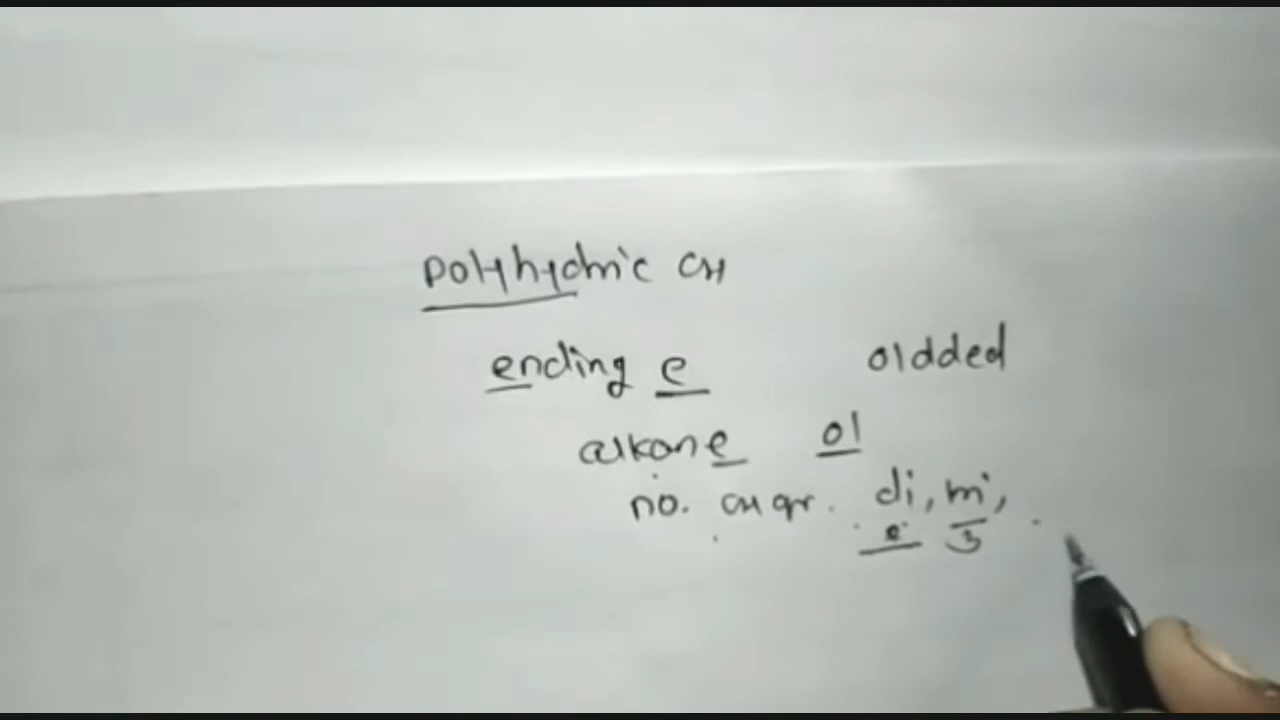 polyhydric OH
ending e oldded
alkane ol
no. OH gr. di, tri,
2 3